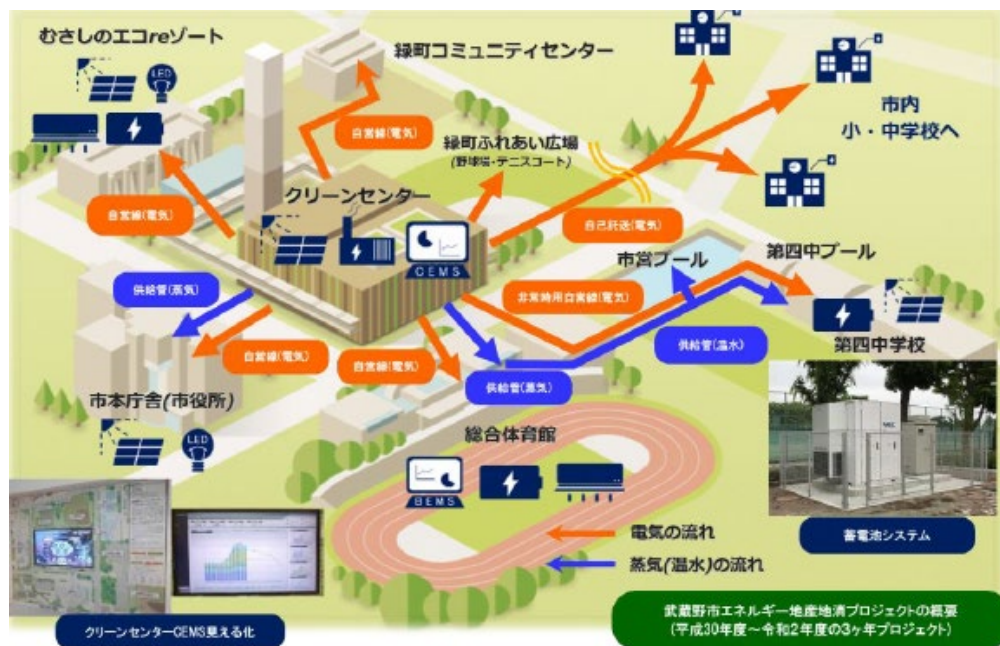 むさしのエコreゾート
LED
緑町コミュニティセンター
自営線(電気)
緑町ふれあい広場
(野球場・テニスコート)
市内
小・中学校へ
クリーンセンター
自営線(電気)
CEMS
自己託送(電気)
市営プール
第四中プール
供給管(蒸気)
非常時用自営線(電気)
自営線(電気)
自営線(電気)
供給管(温水)
第四中学校
供給管(蒸気)
市本庁舎(市役所)
LED
総合体育館
BEMS
電気の流れ
蒸気(温水)の流れ
NEC
蓄電池システム
クリーンセンターCEMS見える化
武蔵野市エネルギー地産地消プロジェクトの概要
(平成30年度～令和2年度の3ヶ年プロジェクト)